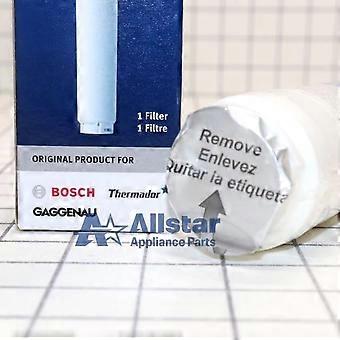 1 Filter
1 Filtre
ORIGINAL PRODUCT FOR
BOSCH Thermador
GAGGENAU
Allstar
Appliance Parts
Remove
Enlevez
Quitar la etiqueta